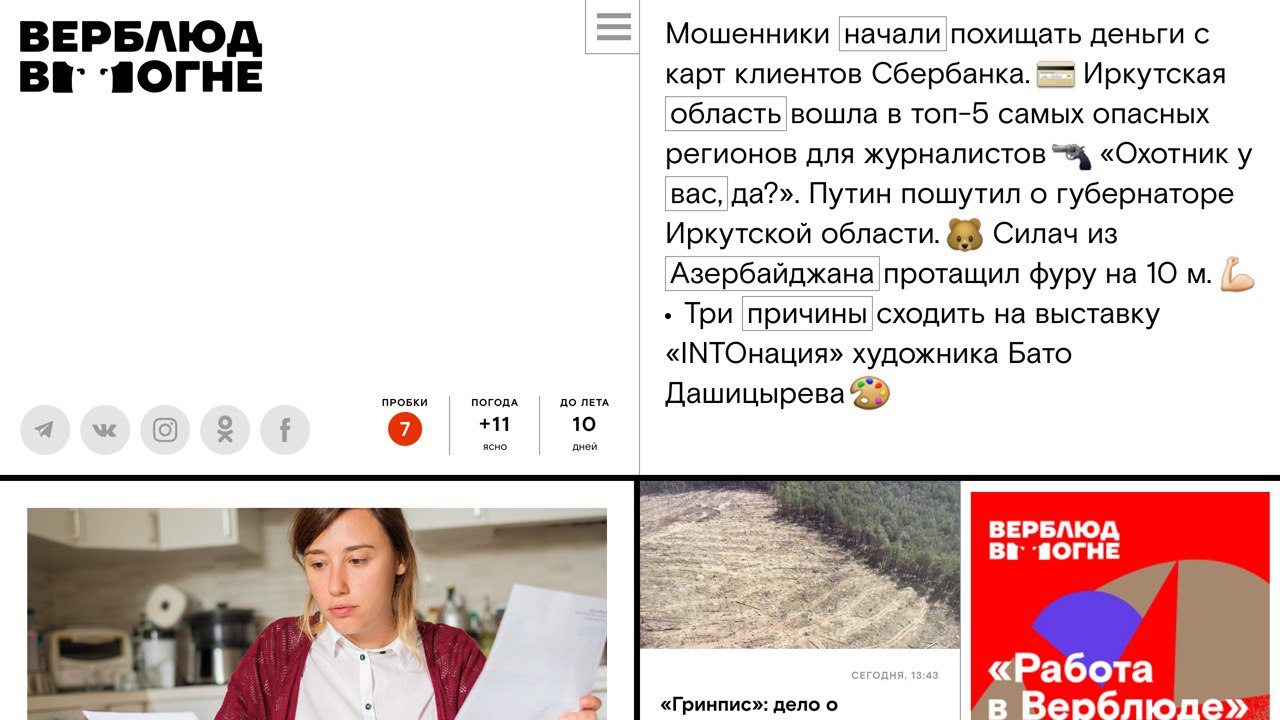 ВЕРБЛЮД
В ОГНЕ
Мошенники начали похищать деньги с
карт клиентов Сбербанка. 💳 Иркутская
область вошла в топ-5 самых опасных
регионов для журналистов 🔫 «Охотник у
вас, да?». Путин пошутил о губернаторе
Иркутской области. 🐻 Силач из
Азербайджана протащил фуру на 10 м. 💪
• Три причины сходить на выставку
«INTOнация» художника Бато
Дашицырева 🎨
ПРОБКИ
7
ПОГОДА
+11
ясно
ДО ЛЕТА
10
дней
СЕГОДНЯ, 13:43
«Гринпис»: дело о
ВЕРБЛЮД
В ОГНЕ
«Работа
в Верблюде»